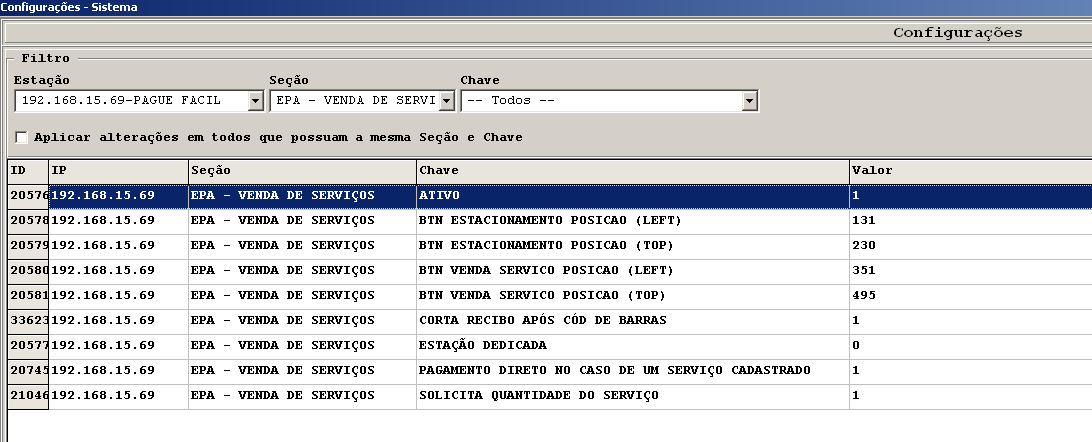 Configurações - Sistema
Configurações
Filtro
Estação Seção Chave
192.168.15.69-PAGUE FACIL EPA - VENDA DE SERVI -- Todos --
Aplicar alterações em todos que possuam a mesma Seção e Chave
ID IP Seção Chave Valor
20576 192.168.15.69 EPA - VENDA DE SERVIÇOS ATIVO 1
20578 192.168.15.69 EPA - VENDA DE SERVIÇOS BTN ESTACIONAMENTO POSICAO (LEFT) 131
20579 192.168.15.69 EPA - VENDA DE SERVIÇOS BTN ESTACIONAMENTO POSICAO (TOP) 230
20580 192.168.15.69 EPA - VENDA DE SERVIÇOS BTN VENDA SERVICO POSICAO (LEFT) 351
20581 192.168.15.69 EPA - VENDA DE SERVIÇOS BTN VENDA SERVICO POSICAO (TOP) 495
33623 192.168.15.69 EPA - VENDA DE SERVIÇOS CORTA RECIBO APÓS CÓD DE BARRAS 1
20577 192.168.15.69 EPA - VENDA DE SERVIÇOS ESTAÇÃO DEDICADA 0
20745 192.168.15.69 EPA - VENDA DE SERVIÇOS PAGAMENTO DIRETO NO CASO DE UM SERVIÇO CADASTRADO 1
21046 192.168.15.69 EPA - VENDA DE SERVIÇOS SOLICITA QUANTIDADE DO SERVIÇO 1